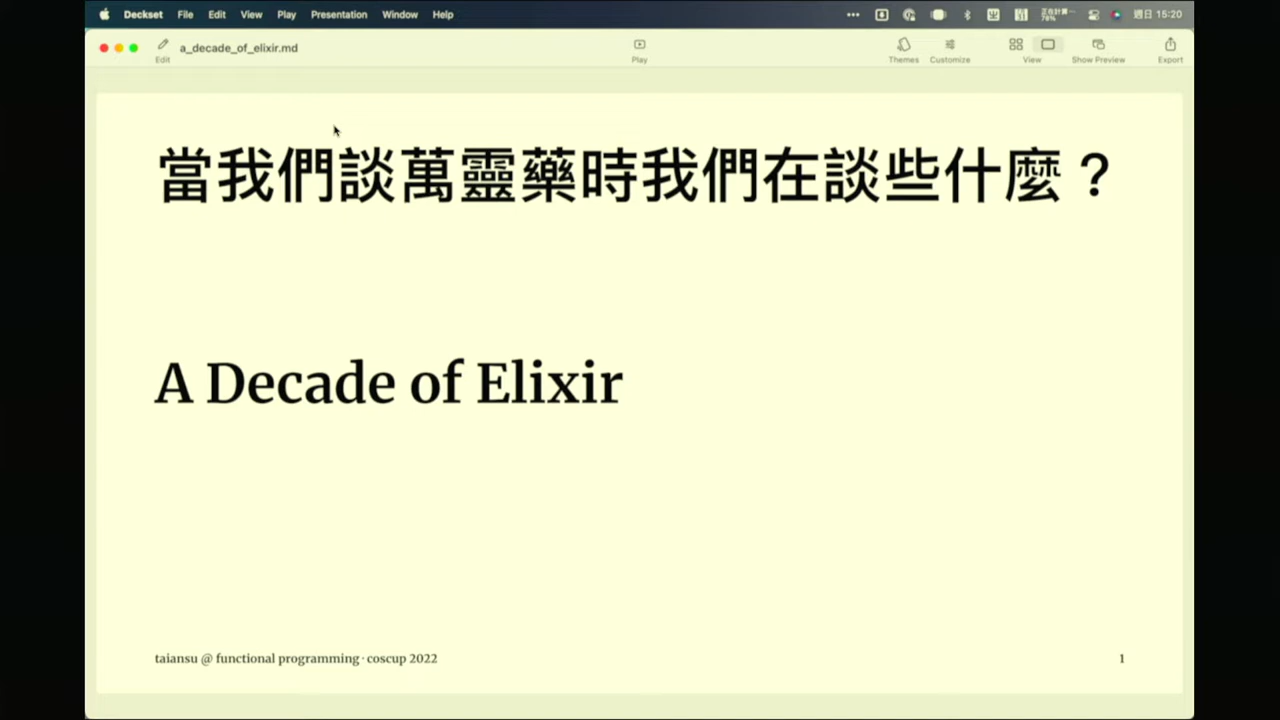 Deckset File Edit View Play Presentation Window Help
週日 15:20
a_decade_of_elixir.md
Edit
Play
Themes
Customize
View
Show Preview
Export
當我們談萬靈藥時我們在談些什麼？
A Decade of Elixir
taiansu @ functional programming · coscup 2022
1